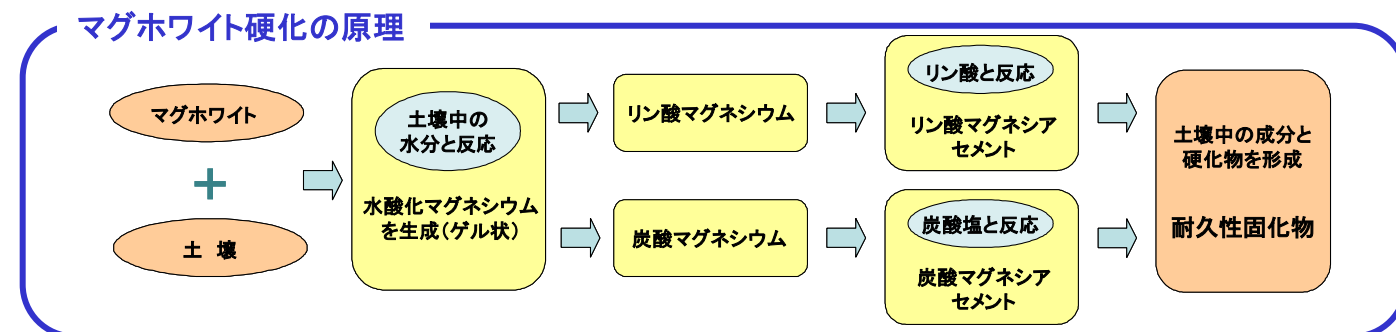 マグホワイト硬化の原理
マグホワイト
+
土 壌
土壌中の
水分と反応
水酸化マグネシウム
を生成(ゲル状)
リン酸マグネシウム
リン酸と反応
リン酸マグネシア
セメント
炭酸マグネシウム
炭酸塩と反応
炭酸マグネシア
セメント
土壌中の成分と
硬化物を形成
耐久性固化物